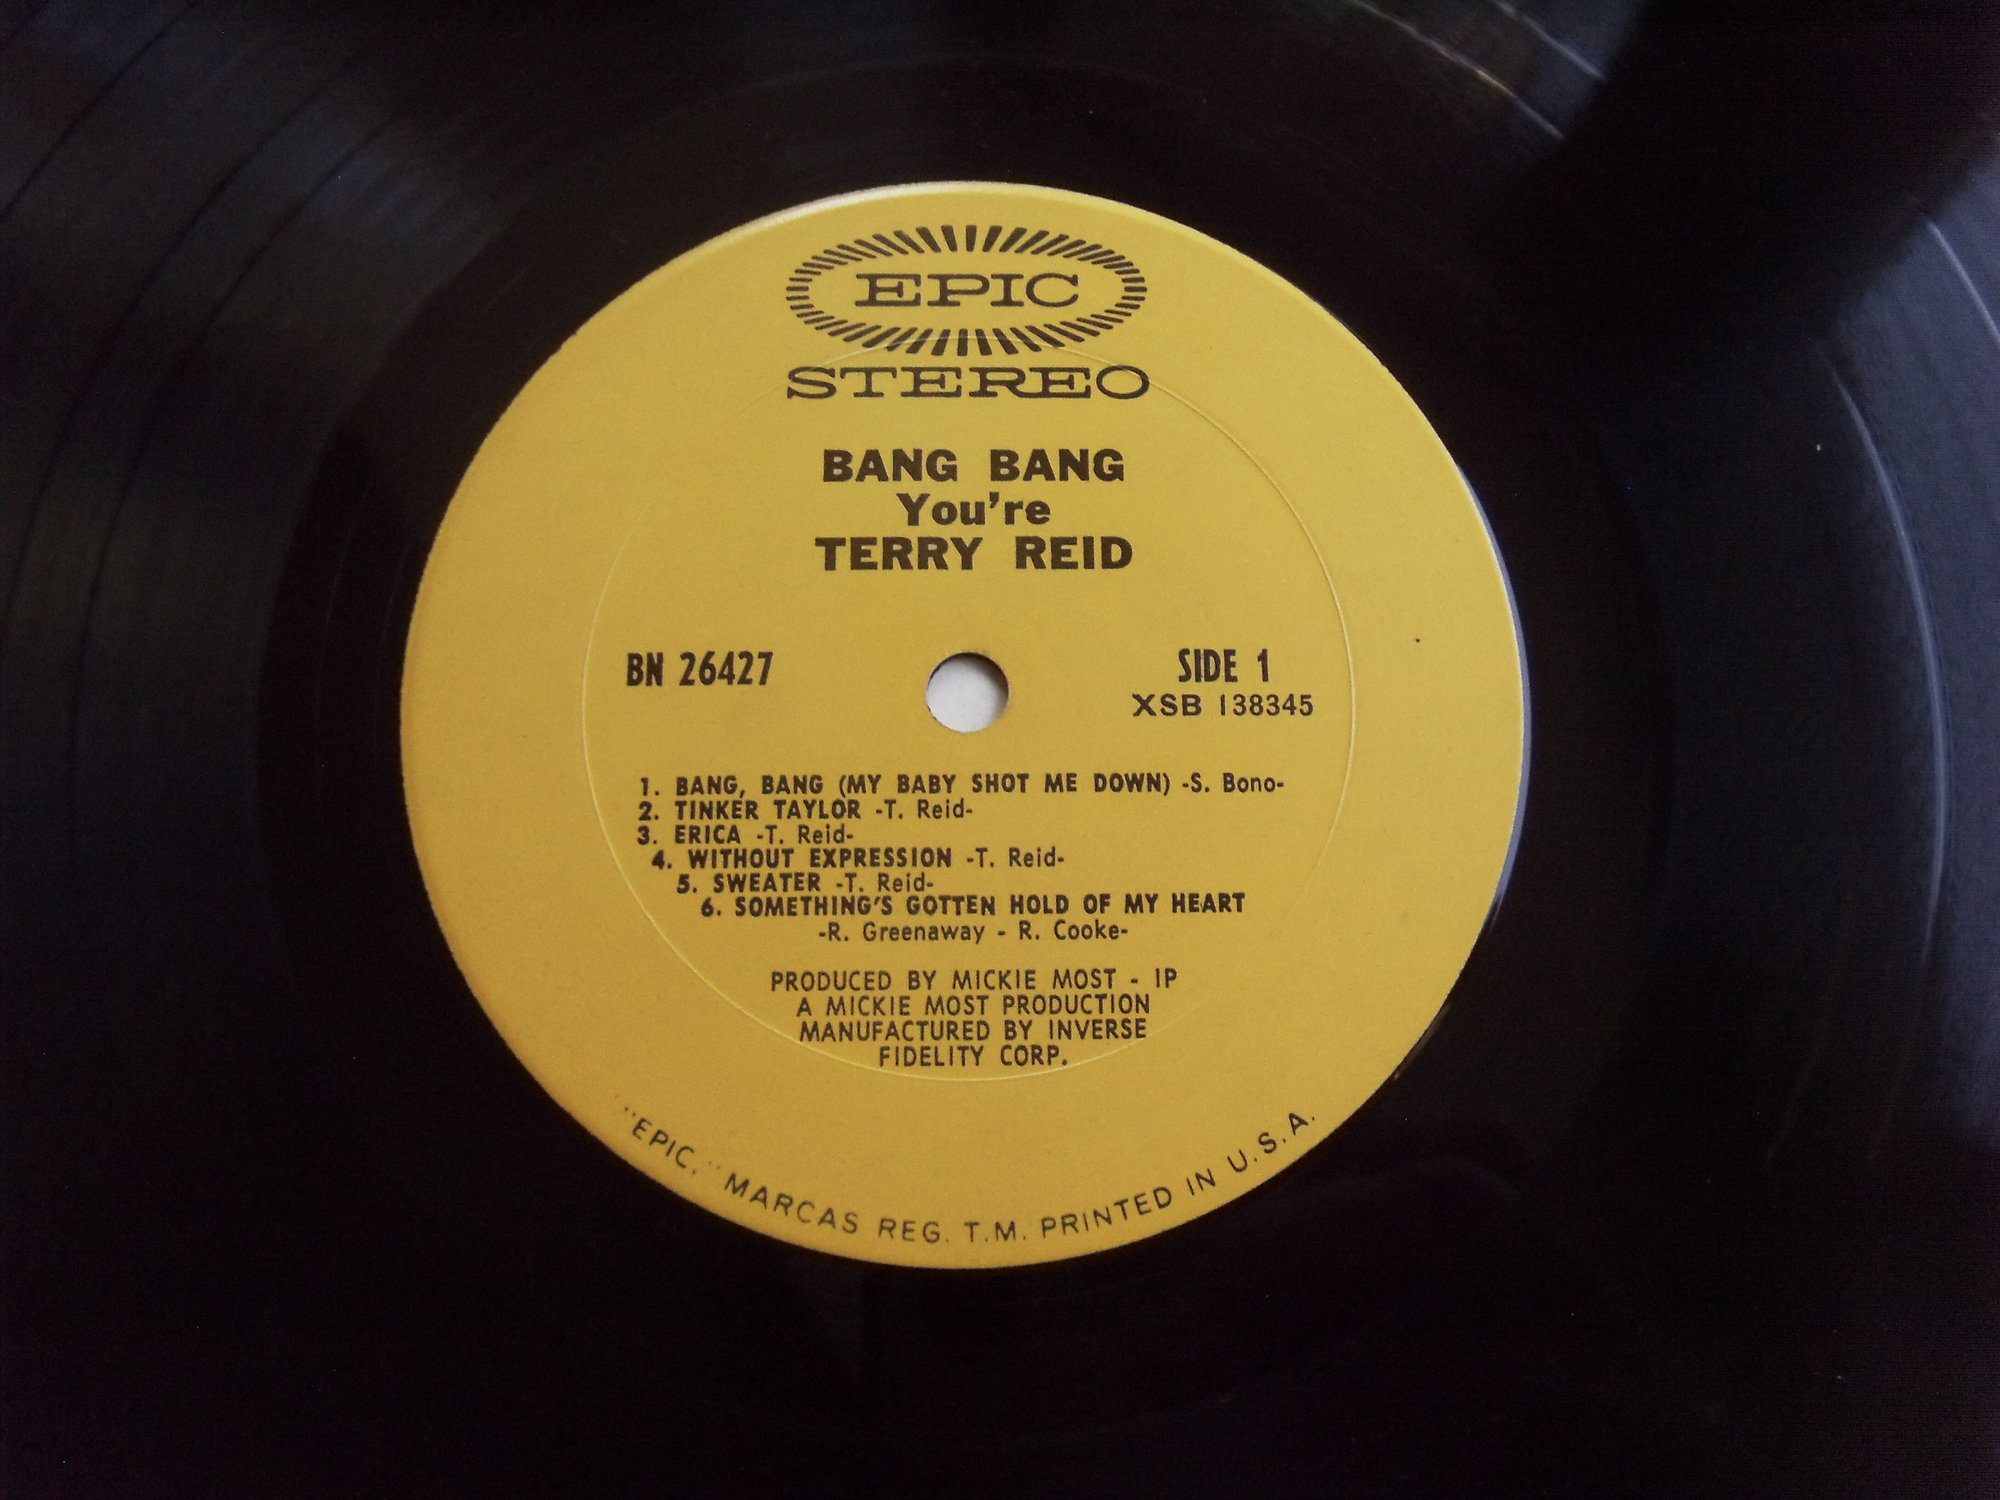 EPIC
STEREO
BANG BANG
You're
TERRY REID
BN 26427
SIDE 1
XSB 138345
1. BANG, BANG (MY BABY SHOT ME DOWN) -S. Bono-
2. TINKER TAYLOR -T. Reid-
3. ERICA -T. Reid-
4. WITHOUT EXPRESSION -T. Reid-
5. SWEATER -T. Reid-
6. SOMETHING'S GOTTEN HOLD OF MY HEART
-R. Greenaway - R. Cooke-
PRODUCED BY MICKIE MOST - IP
A MICKIE MOST PRODUCTION
MANUFACTURED BY INVERSE
FIDELITY CORP.
"EPIC," MARCAS REG. T.M. PRINTED IN U.S.A.